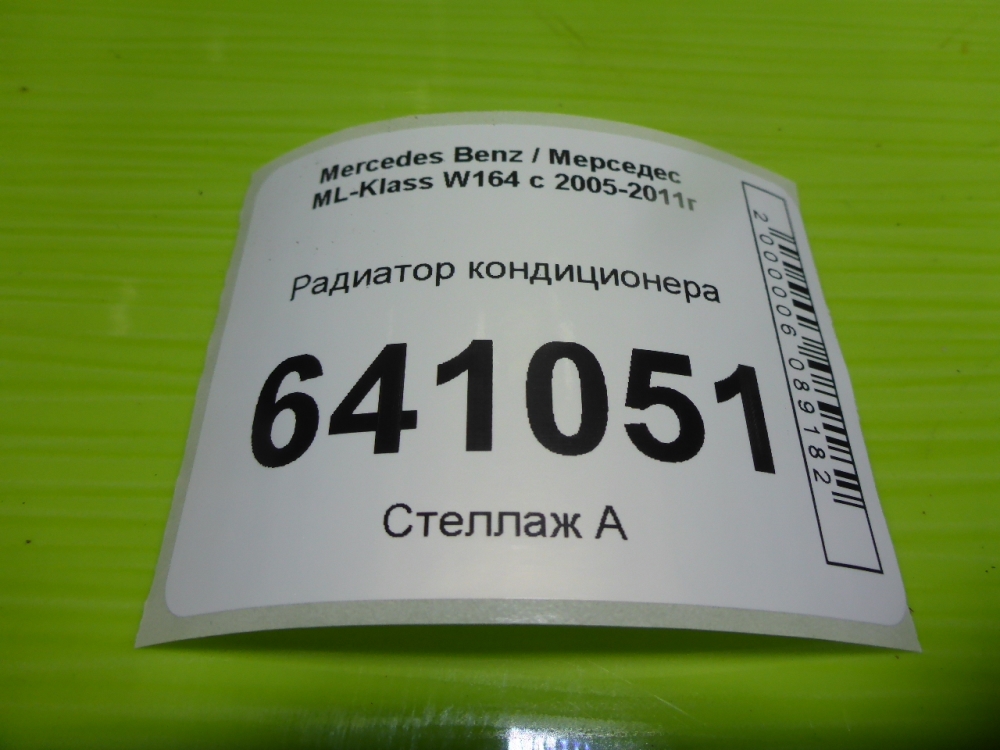 Mercedes Benz / Мерседес
ML-Klass W164 с 2005-2011г
Радиатор кондиционера
641051
Стеллаж А
2000006089182